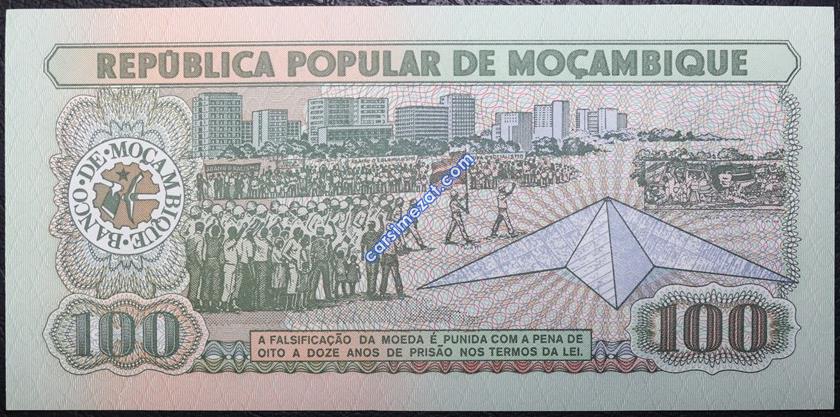 REPÚBLICA POPULAR DE MOÇAMBIQUE
BANCO·DE·MOÇAMBIQUE
carsimezat.com
100
100
A FALSIFICAÇÃO DA MOEDA É PUNIDA COM A PENA DE
OITO A DOZE ANOS DE PRISÃO NOS TERMOS DA LEI.